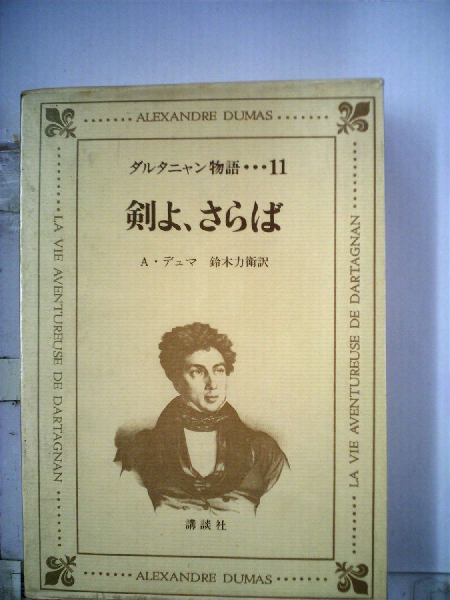 ALEXANDRE DUMAS
ダルタニャン物語・・・11
剣よ、さらば
A・デュマ 鈴木力衛訳
LA VIE AVENTUREUSE DE DARTAGNAN
LA VIE AVENTUREUSE DE DARTAGNAN
講談社
ALEXANDRE DUMAS